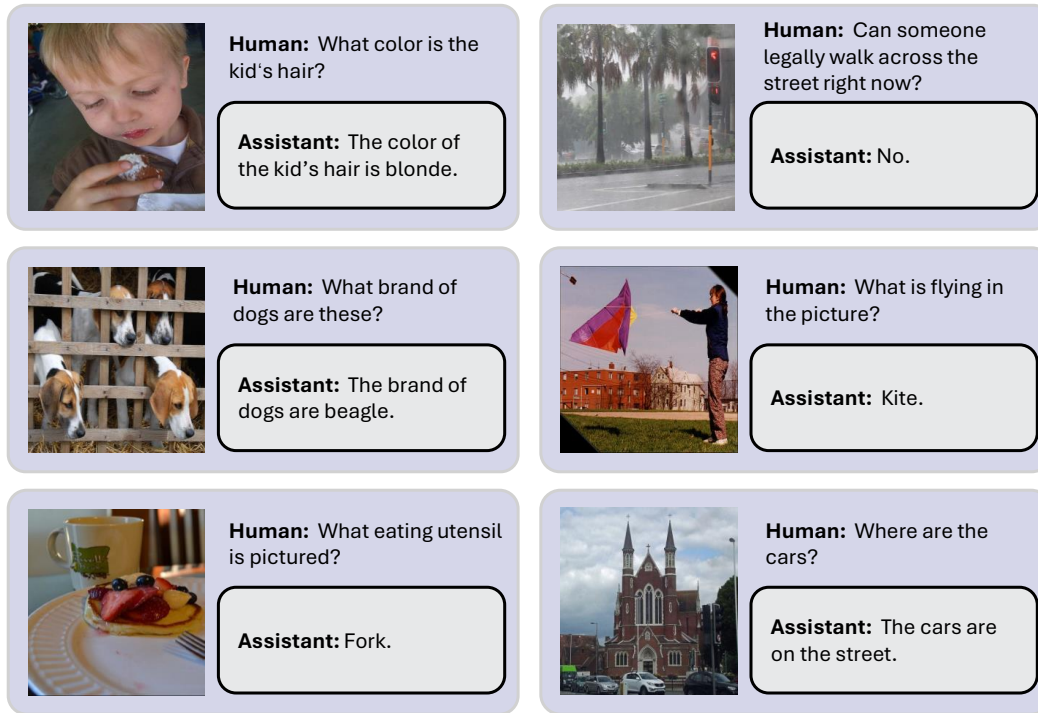 Human: What color is the
kid‘s hair?
Assistant: The color of
the kid’s hair is blonde.
Human: Can someone
legally walk across the
street right now?
Assistant: No.
Human: What brand of
dogs are these?
Assistant: The brand of
dogs are beagle.
Human: What is flying in
the picture?
Assistant: Kite.
Human: What eating utensil
is pictured?
Assistant: Fork.
Human: Where are the
cars?
Assistant: The cars are
on the street.